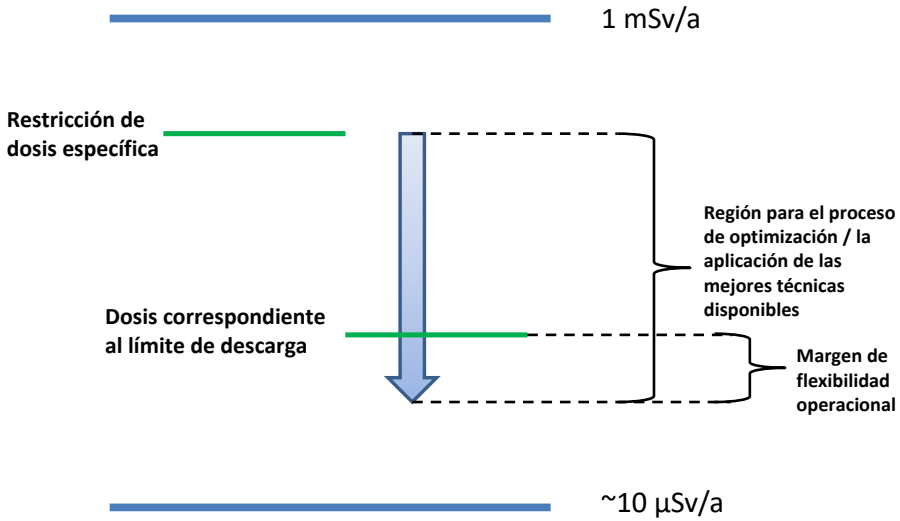 1 mSv/a
Restricción de
dosis específica
Región para el proceso
de optimización / la
aplicación de las
mejores técnicas
disponibles
Dosis correspondiente
al límite de descarga
Margen de
flexibilidad
operacional
~10 µSv/a